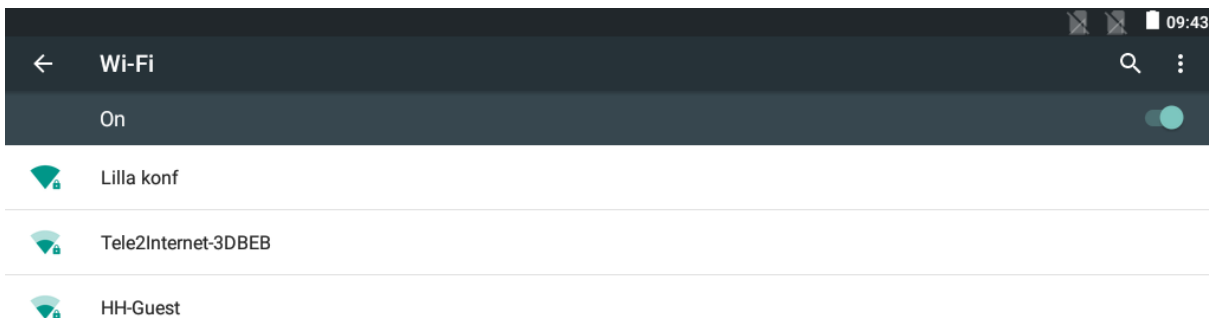 09:43
Wi-Fi
On
Lilla konf
Tele2Internet-3DBEB
HH-Guest